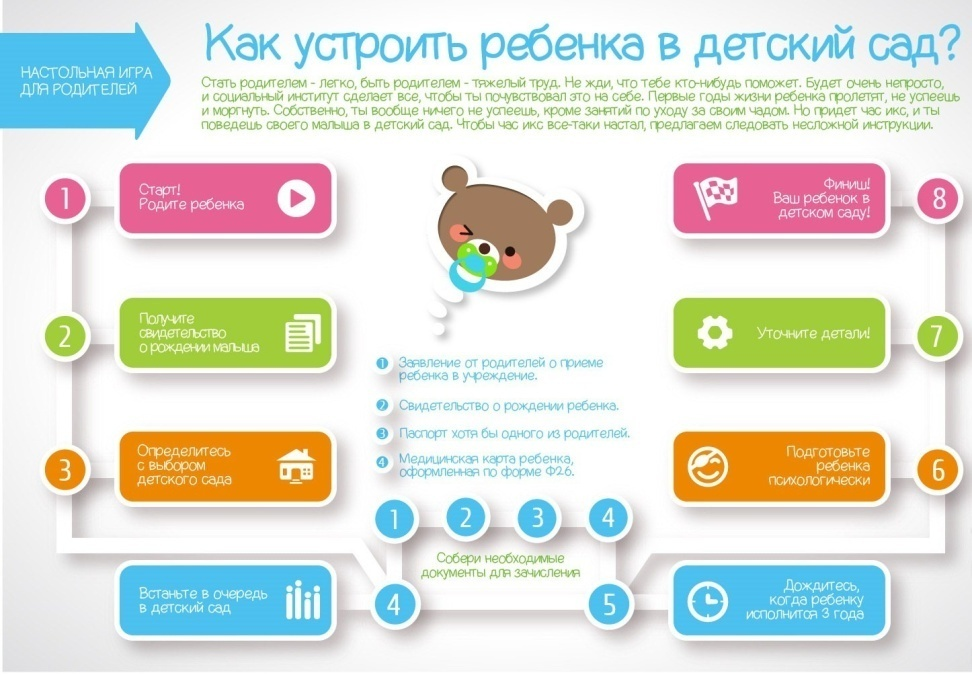 НАСТОЛЬНАЯ ИГРА
ДЛЯ РОДИТЕЛЕЙ
Как устроить ребенка в детский сад?
Стать родителем - легко, быть родителем - тяжелый труд. Не жди, что тебе кто-нибудь поможет. Будет очень непросто,
и социальный институт сделает все, чтобы ты почувствовал это на себе. Первые годы жизни ребенка пролетят, не успеешь
и моргнуть. Собственно, ты вообще ничего не успеешь, кроме занятий по уходу за своим чадом. Но придет час икс, и ты
поведешь своего малыша в детский сад. Чтобы час икс все-таки настал, предлагаем следовать несложной инструкции.
1
Старт!
Родите ребенка
2
Получите
свидетельство
о рождении малыша
3
Определитесь
с выбором
детского сада
Встаньте в очередь
в детский сад
4
1 Заявление от родителей о приеме
ребенка в учреждение.
2 Свидетельство о рождении ребенка.
3 Паспорт хотя бы одного из родителей.
4 Медицинская карта ребенка,
оформленная по форме Ф26.
1 2 3 4
Собери необходимые
документы для зачисления
5
Дождитесь,
когда ребенку
исполнится 3 года
Подготовьте
ребенка
психологически
6
Уточните детали!
7
Финиш!
Ваш ребенок в
детском саду!
8